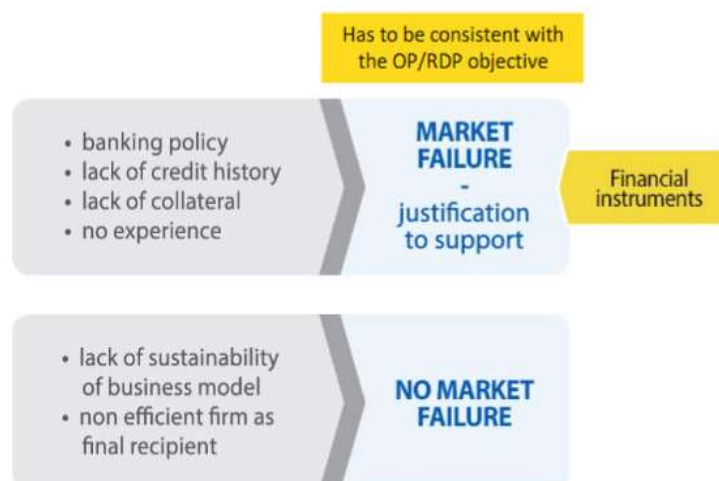 Has to be consistent with
the OP/RDP objective
• banking policy
• lack of credit history
• lack of collateral
• no experience
MARKET
FAILURE
-
justification
to support
Financial
instruments
• lack of sustainability
of business model
• non efficient firm as
final recipient
NO MARKET
FAILURE